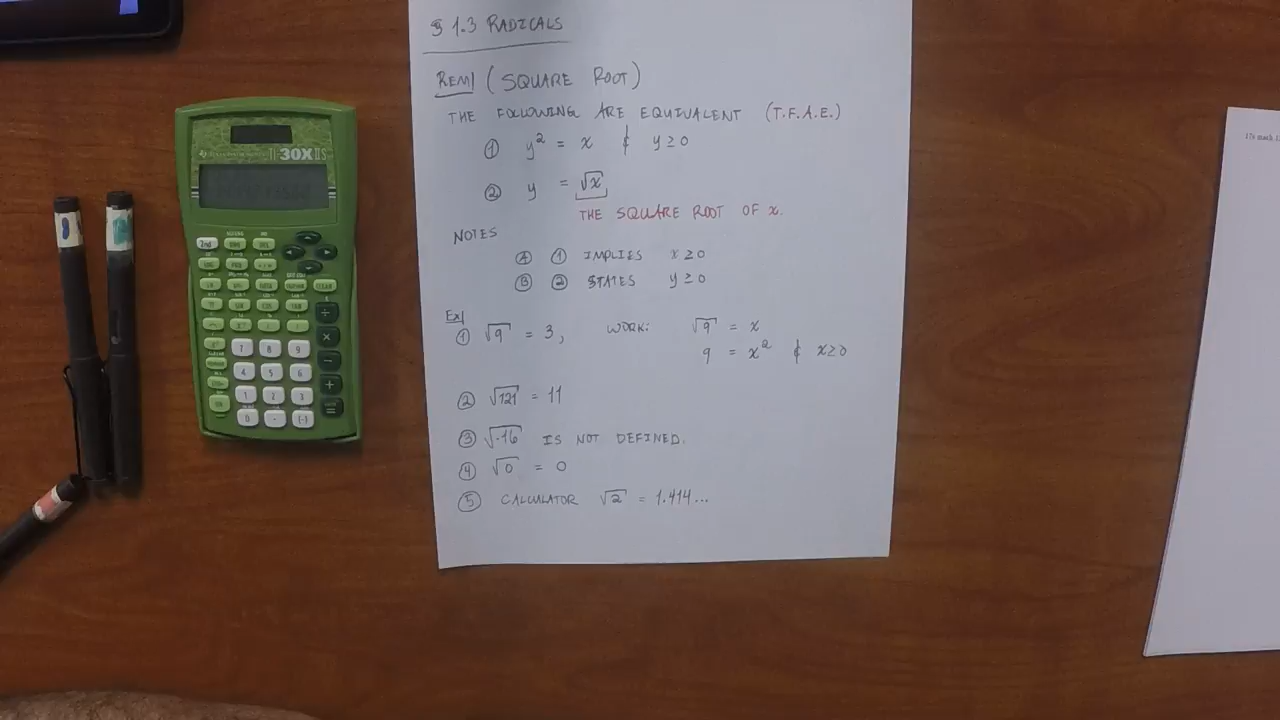 § 1.3 RADICALS
REM (SQUARE ROOT)
THE FOLLOWING ARE EQUIVALENT (T.F.A.E.)
① y² = x & y ≥ 0
② y = √x
THE SQUARE ROOT OF x.
NOTES
Ⓐ ① IMPLIES x ≥ 0
Ⓑ ② STATES y ≥ 0
EX
① √9 = 3, WORK: √9 = x
9 = x² & x ≥ 0
② √121 = 11
③ √-16 IS NOT DEFINED.
④ √0 = 0
⑤ CALCULATOR √2 = 1.414...
TI-30X IIS
2nd
7 8 9
4 5 6
1 2 3
0 . (-)